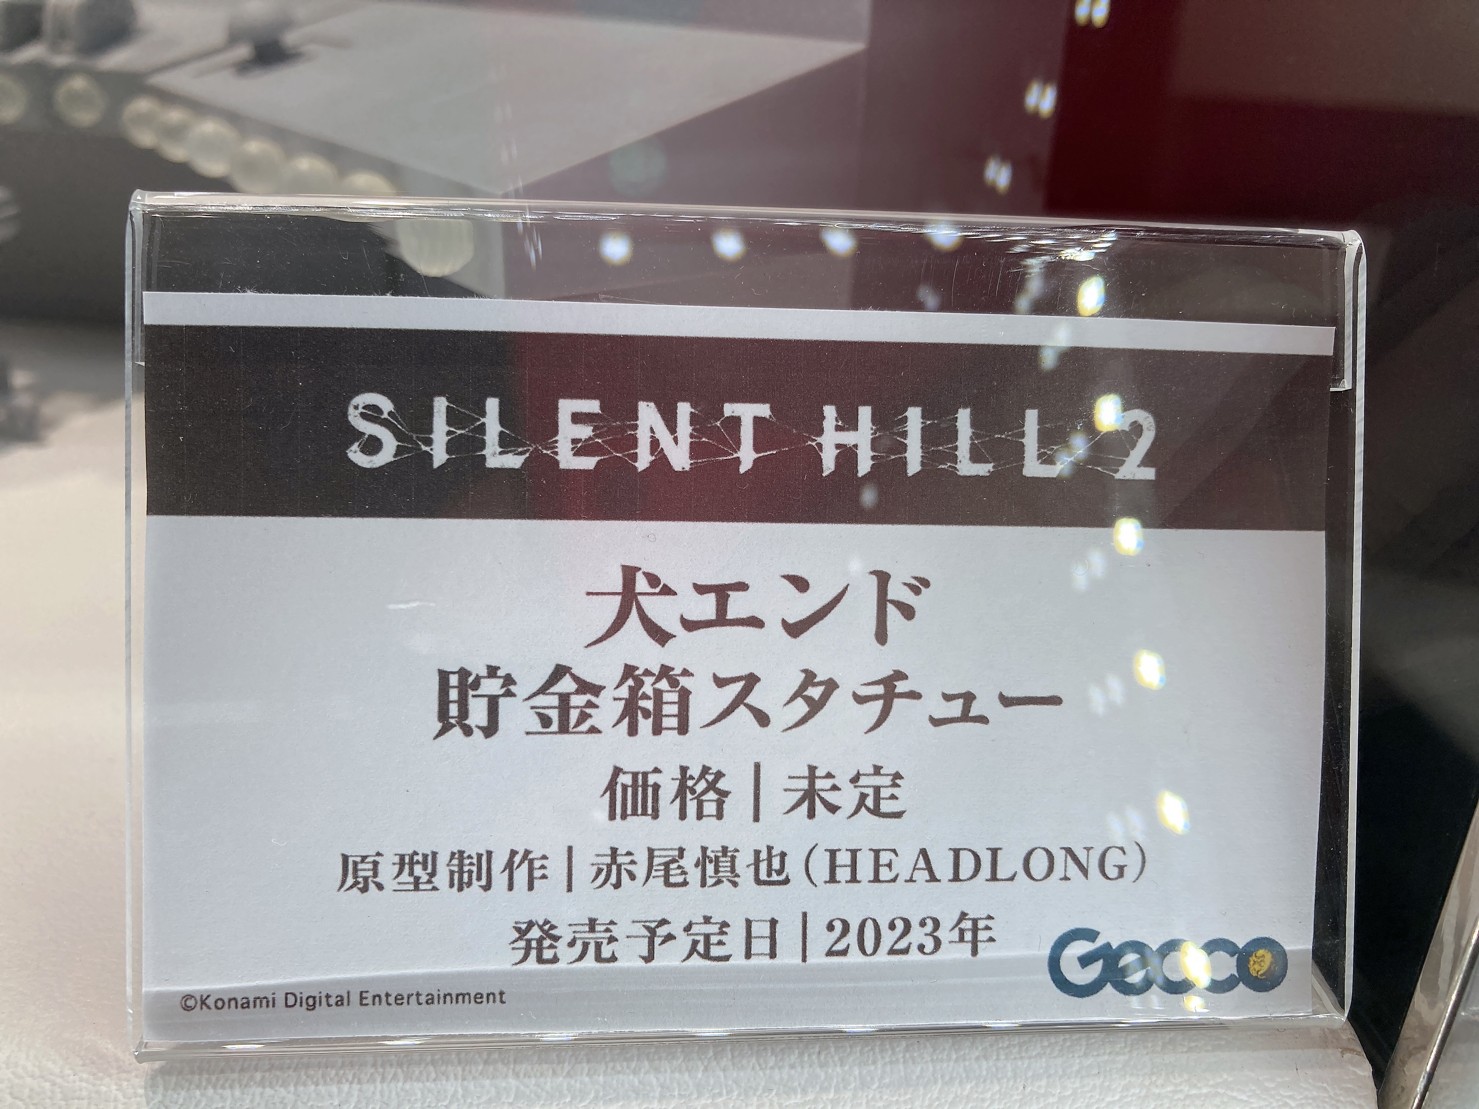 SILENT HILL 2
犬エンド
貯金箱スタチュー
価格|未定
原型制作|赤尾慎也(HEADLONG)
発売予定日|2023年
Gecco
©Konami Digital Entertainment